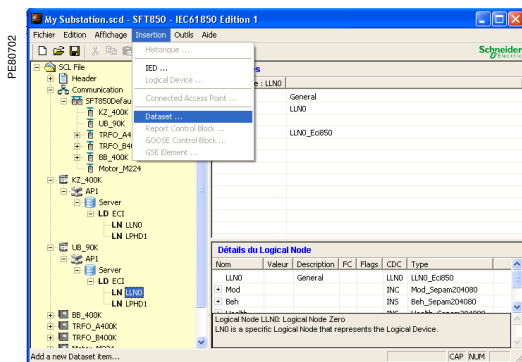 PE80702
My Substation.scd - SFT850 - IEC61850 Edition 1
Fichier Edition Affichage Insertion Outils Aide
Schneider
Electric
Historique ...
IED ...
Logical Device ...
Connected Access Point ...
Dataset ...
Report Control Block ...
GOOSE Control Block ...
GSE Element ...
SCL File
Header
Communication
SFT850Defau
KZ_400K
UB_90K
TRFO_A4
TRFO_B4
BB_400K
Motor_M224
KZ_400K
AP1
Server
LD ECI
LN LLN0
LN LPHD1
UB_90K
AP1
Server
LD ECI
LN LLN0
LN LPHD1
BB_400K
TRFO_A400K
TRFO_B400K
: LLN0
General
LLN0
LLN0_Eci850
Détails du Logical Node
Nom Valeur Description FC Flags CDC Type
LLN0 General LLN0 LLN0_Eci850
Mod INC Mod_Sepam204080
Beh INS Beh_Sepam204080
Logical Node LLN0: Logical Node Zero
LN0 is a specific Logical Node that represents the Logical Device.
Add a new Dataset item...
CAP NUM